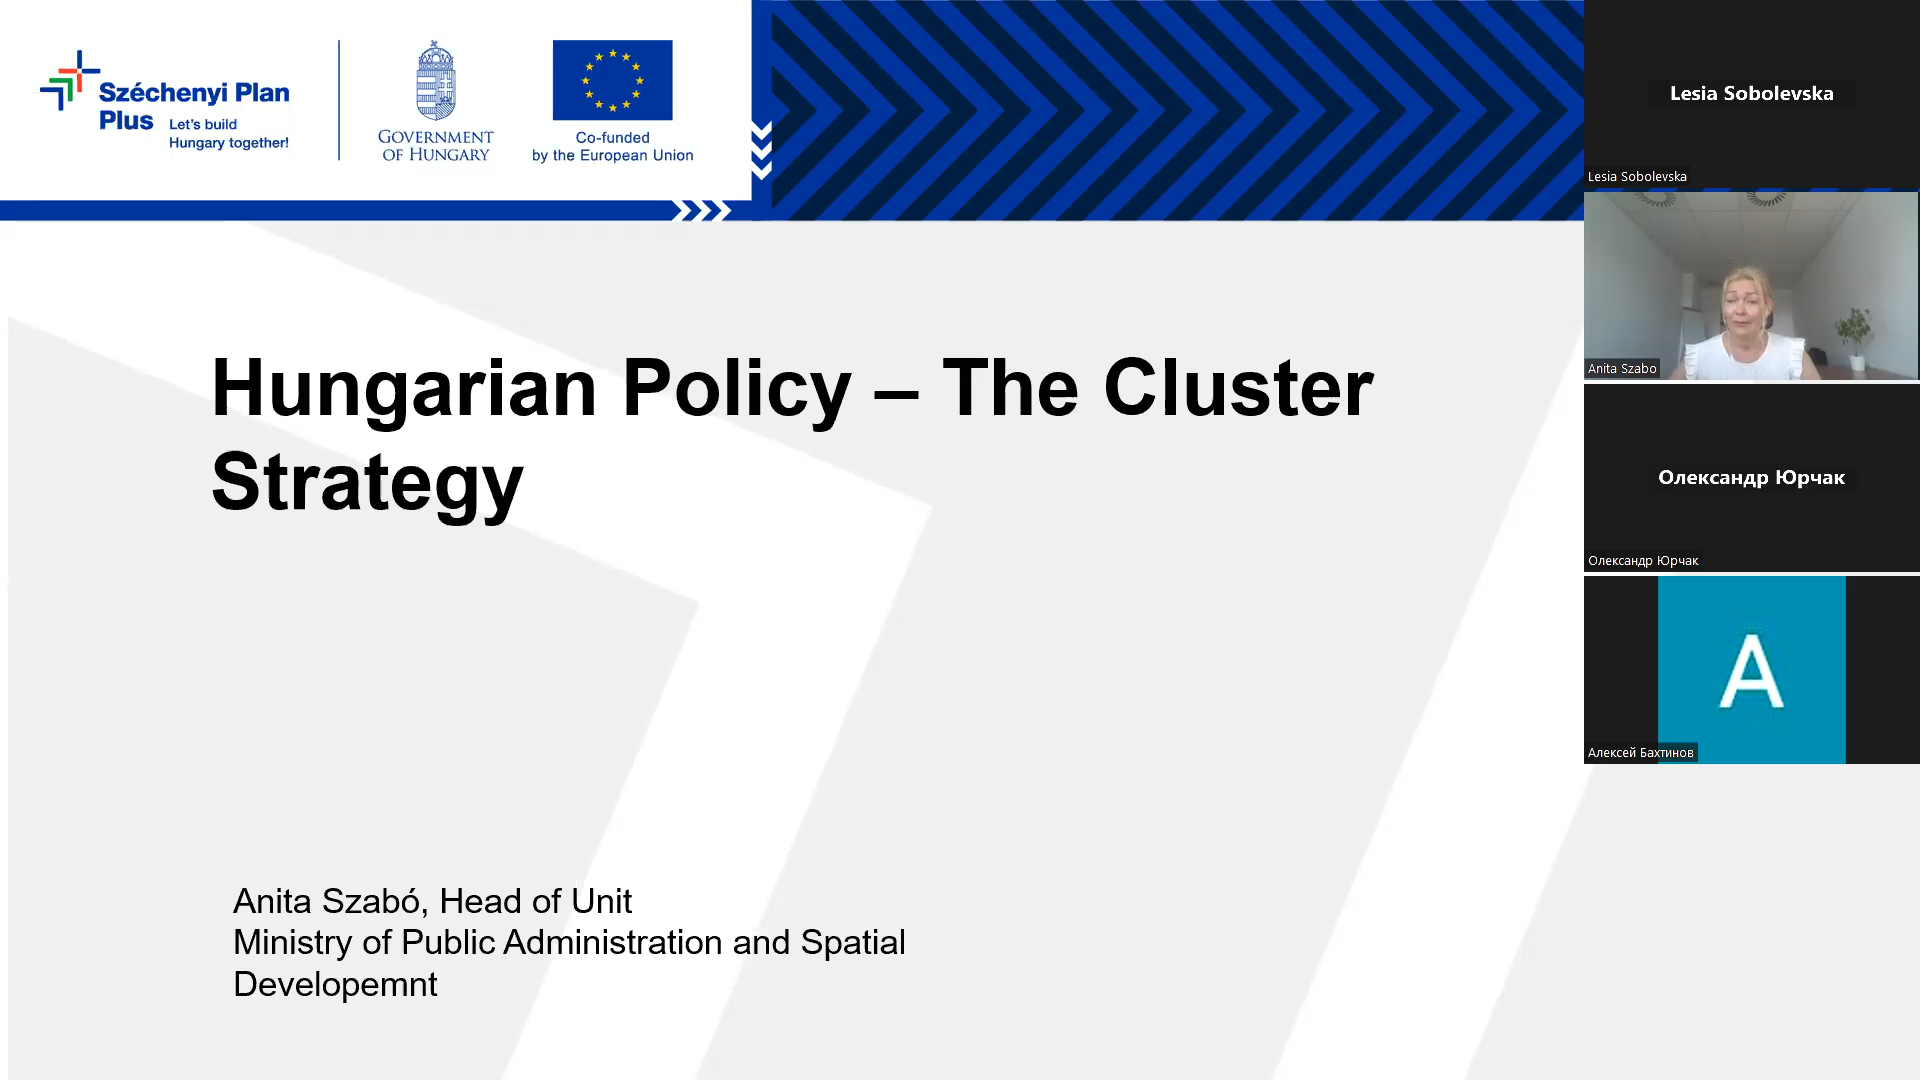 Széchenyi Plan
Plus Let's build
Hungary together!
GOVERNMENT
OF HUNGARY
Co-funded
by the European Union
Hungarian Policy – The Cluster
Strategy
Anita Szabó, Head of Unit
Ministry of Public Administration and Spatial
Developemnt
Lesia Sobolevska
Lesia Sobolevska
Anita Szabo
Олександр Юрчак
Олександр Юрчак
A
Алексей Бахтинов